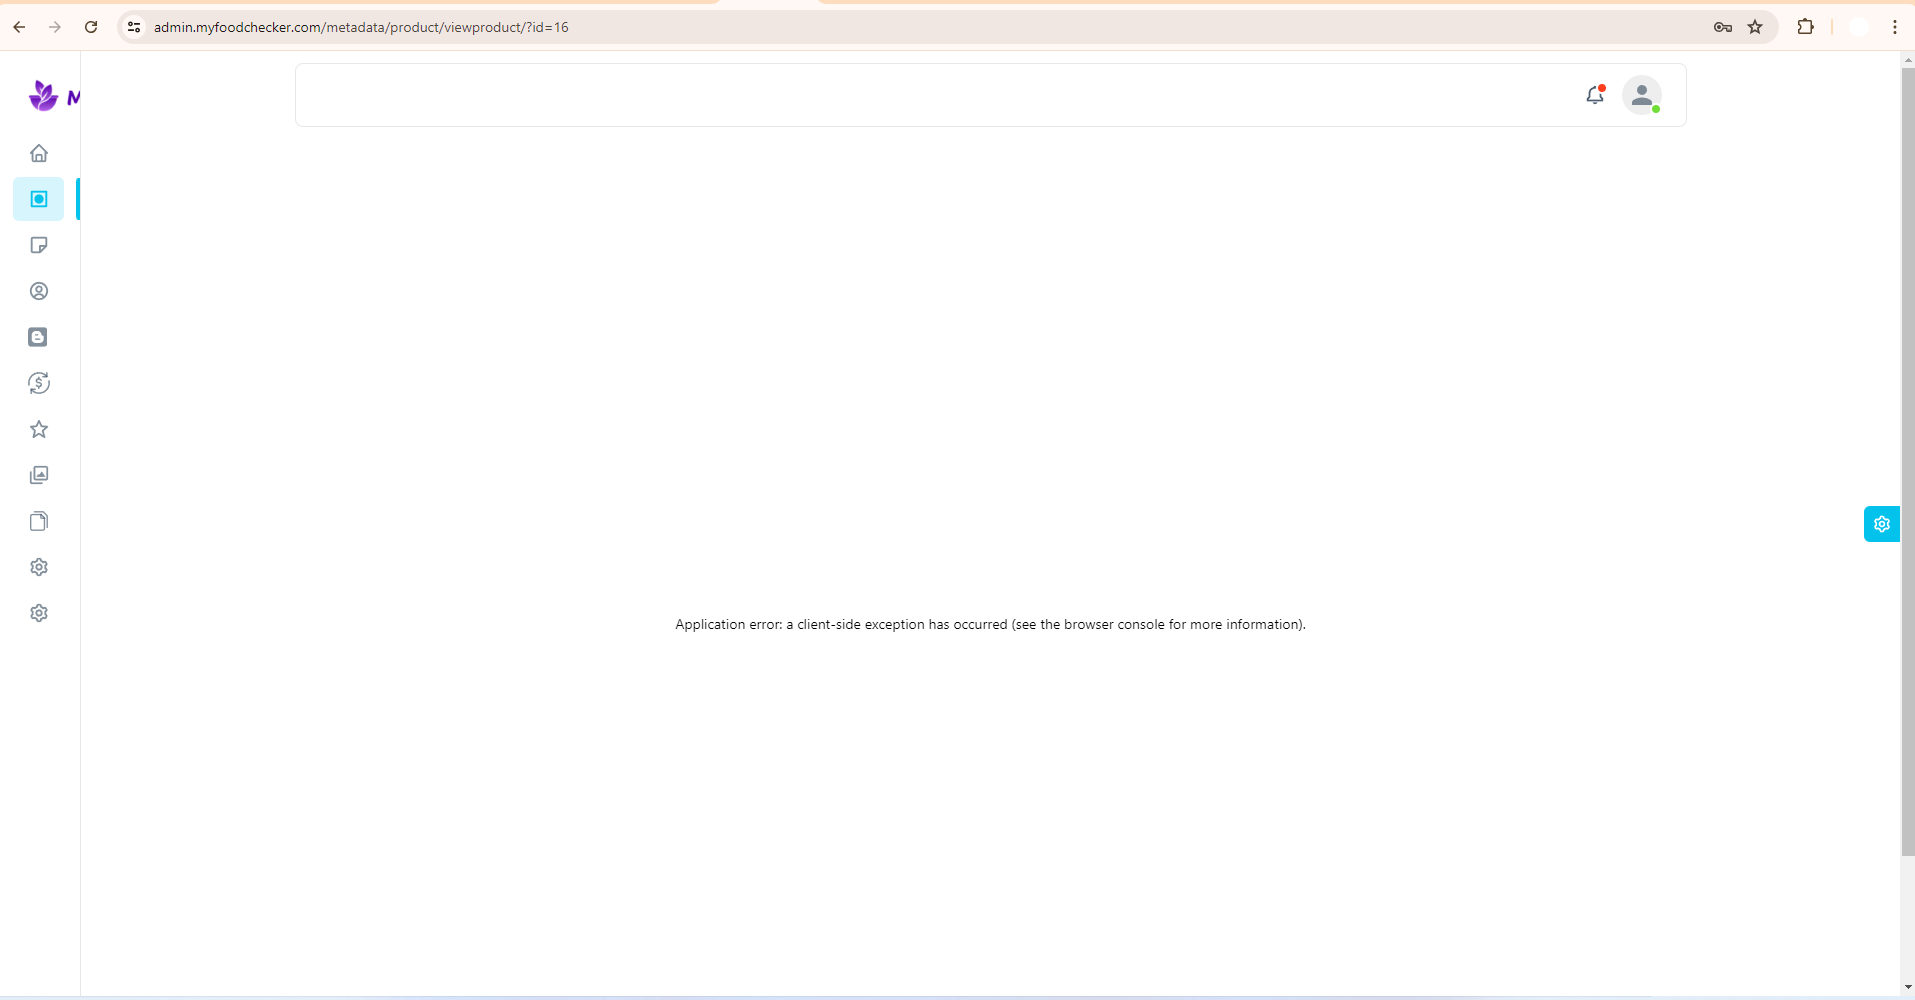 admin.myfoodchecker.com/metadata/product/viewproduct/?id=16
M
Application error: a client-side exception has occurred (see the browser console for more information).